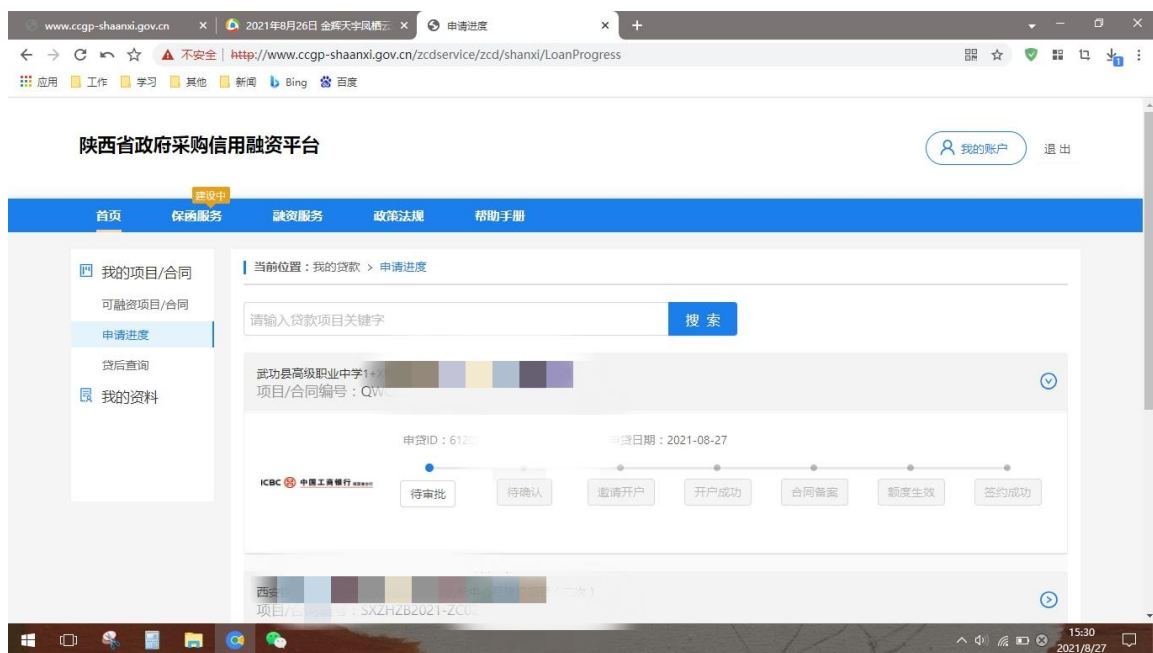 www.ccgp-shaanxi.gov.cn
2021年8月26日 金辉天宇凤栖云
申请进度
不安全
http://www.ccgp-shaanxi.gov.cn/zcdservice/zcd/shanxi/LoanProgress
1
应用 工作 学习 其他 新闻 Bing 百度
陕西省政府采购信用融资平台
我的账户 退出
建设中
首页 保函服务 融资服务 政策法规 帮助手册
我的项目/合同
可融资项目/合同
申请进度
贷后查询
我的资料
当前位置：我的贷款 > 申请进度
请输入贷款项目关键字
搜索
武功县高级职业中学1+X
项目/合同编号：QW
申贷ID：612
申贷日期：2021-08-27
ICBC 中国工商银行
待审批 待确认 邀请开户 开户成功 合同备案 额度生效 签约成功
西安
项目/合 号：SXZHZB2021-ZC
15:30
2021/8/27